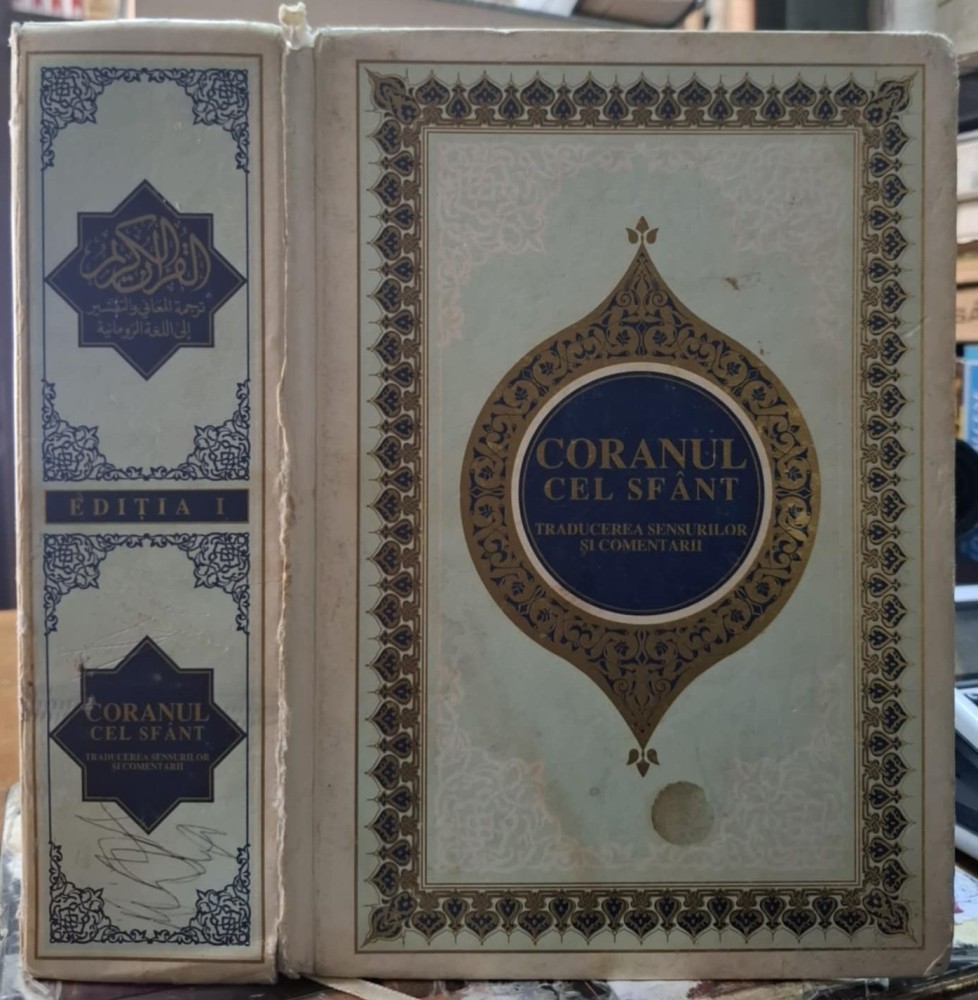 القرآن الكريم
ترجمة المعاني والتفسير
إلى اللغة الرومانية
EDIȚIA I
CORANUL
CEL SFÂNT
TRADUCEREA SENSURILOR
ȘI COMENTARII
CORANUL
CEL SFÂNT
TRADUCEREA SENSURILOR
ȘI COMENTARII